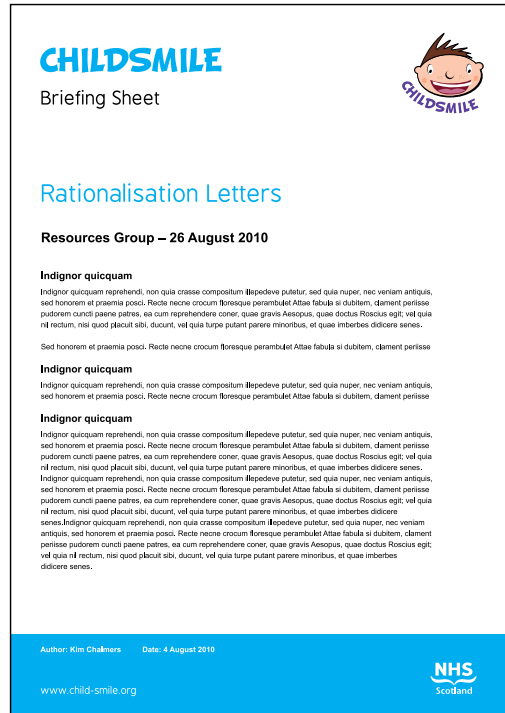 CHILDSMILE
Briefing Sheet
CHILDSMILE
Rationalisation Letters
Resources Group – 26 August 2010
Indignor quicquam
Indignor quicquam reprehendi, non quia crasse compositum illepedeve putetur, sed quia nuper, nec veniam antiquis,
sed honorem et praemia posci. Recte necne crocum floresque perambulet Attae fabula si dubitem, clament periisse
pudorem cuncti paene patres, ea cum reprehendere coner, quae gravis Aesopus, quae doctus Roscius egit; vel quia
nil rectum, nisi quod placuit sibi, ducunt, vel quia turpe putant parere minoribus, et quae imberbes didicere senes.
Sed honorem et praemia posci. Recte necne crocum floresque perambulet Attae fabula si dubitem, clament periisse
Indignor quicquam
Indignor quicquam reprehendi, non quia crasse compositum illepedeve putetur, sed quia nuper, nec veniam antiquis,
sed honorem et praemia posci. Recte necne crocum floresque perambulet Attae fabula si dubitem, clament periisse
Indignor quicquam
Indignor quicquam reprehendi, non quia crasse compositum illepedeve putetur, sed quia nuper, nec veniam antiquis,
sed honorem et praemia posci. Recte necne crocum floresque perambulet Attae fabula si dubitem, clament periisse
pudorem cuncti paene patres, ea cum reprehendere coner, quae gravis Aesopus, quae doctus Roscius egit; vel quia
nil rectum, nisi quod placuit sibi, ducunt, vel quia turpe putant parere minoribus, et quae imberbes didicere senes.
Indignor quicquam reprehendi, non quia crasse compositum illepedeve putetur, sed quia nuper, nec veniam antiquis,
sed honorem et praemia posci. Recte necne crocum floresque perambulet Attae fabula si dubitem, clament periisse
pudorem cuncti paene patres, ea cum reprehendere coner, quae gravis Aesopus, quae doctus Roscius egit; vel quia
nil rectum, nisi quod placuit sibi, ducunt, vel quia turpe putant parere minoribus, et quae imberbes didicere
senes.Indignor quicquam reprehendi, non quia crasse compositum illepedeve putetur, sed quia nuper, nec veniam
antiquis, sed honorem et praemia posci. Recte necne crocum floresque perambulet Attae fabula si dubitem, clament
periisse pudorem cuncti paene patres, ea cum reprehendere coner, quae gravis Aesopus, quae doctus Roscius egit;
vel quia nil rectum, nisi quod placuit sibi, ducunt, vel quia turpe putant parere minoribus, et quae imberbes
didicere senes.
Author: Kim Chalmers Date: 4 August 2010
www.child-smile.org
NHS
Scotland